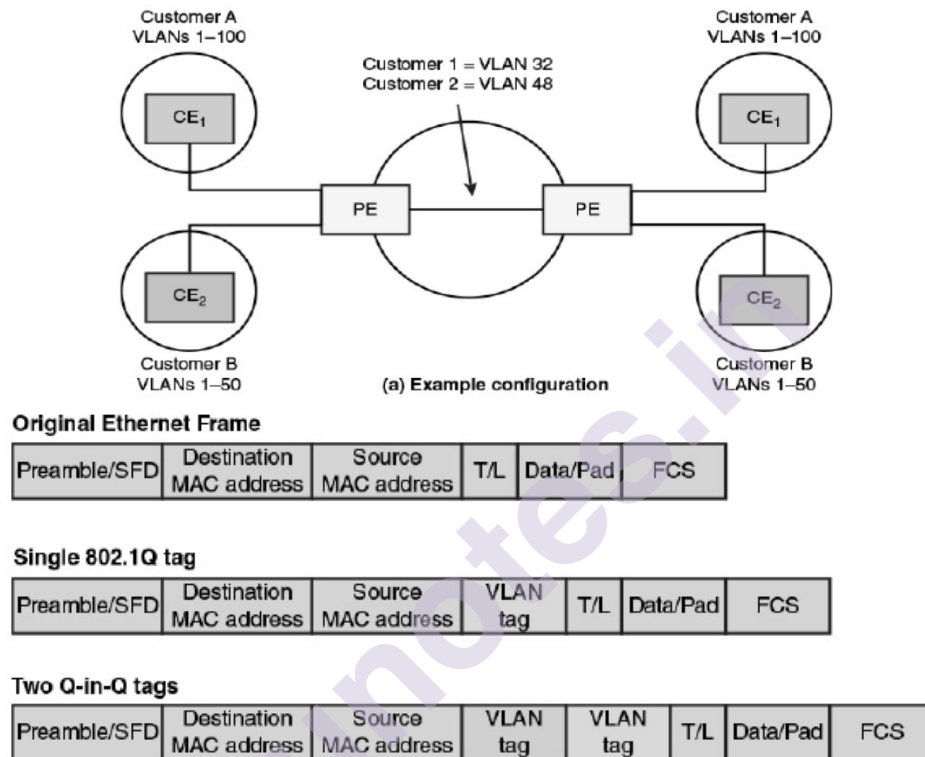 Customer A
VLANs 1–100
Customer A
VLANs 1–100
Customer 1 = VLAN 32
Customer 2 = VLAN 48
CE₁
CE₁
PE
PE
CE₂
CE₂
Customer B
VLANs 1–50
(a) Example configuration
Customer B
VLANs 1–50
Original Ethernet Frame
Preamble/SFD Destination MAC address Source MAC address T/L Data/Pad FCS
Single 802.1Q tag
Preamble/SFD Destination MAC address Source MAC address VLAN tag T/L Data/Pad FCS
Two Q-in-Q tags
Preamble/SFD Destination MAC address Source MAC address VLAN tag VLAN tag T/L Data/Pad FCS
notes.in